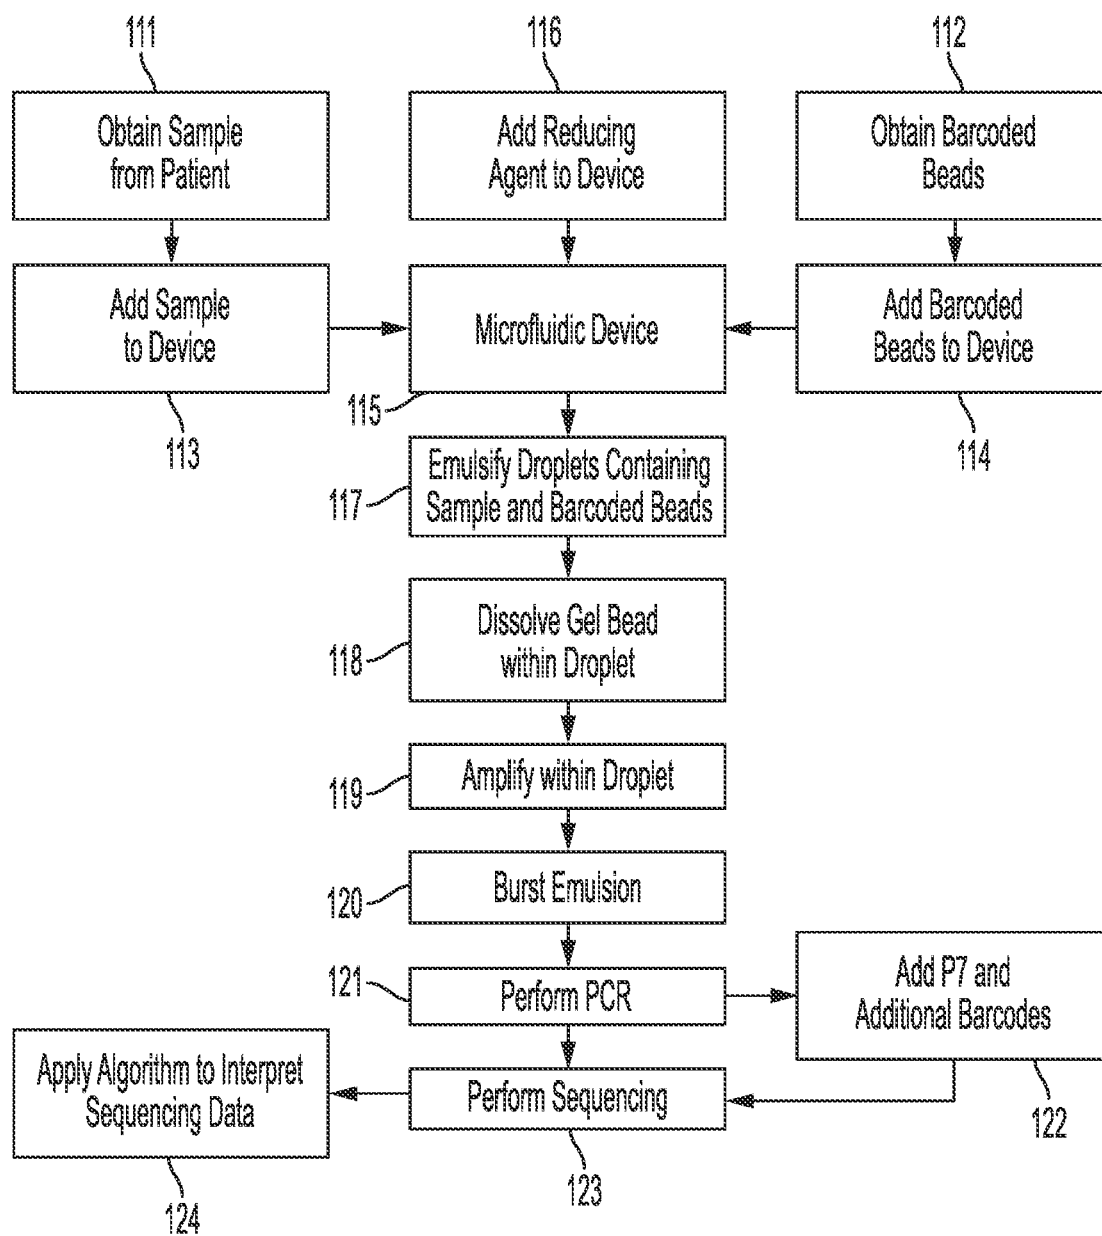 111
116
112
Obtain Sample
from Patient
Add Reducing
Agent to Device
Obtain Barcoded
Beads
Add Sample
to Device
Microfluidic Device
Add Barcoded
Beads to Device
115
113
114
Emulsify Droplets Containing
Sample and Barcoded Beads
117
Dissolve Gel Bead
within Droplet
118
Amplify within Droplet
119
Burst Emulsion
120
121
Perform PCR
Add P7 and
Additional Barcodes
Apply Algorithm to Interpret
Sequencing Data
Perform Sequencing
122
123
124